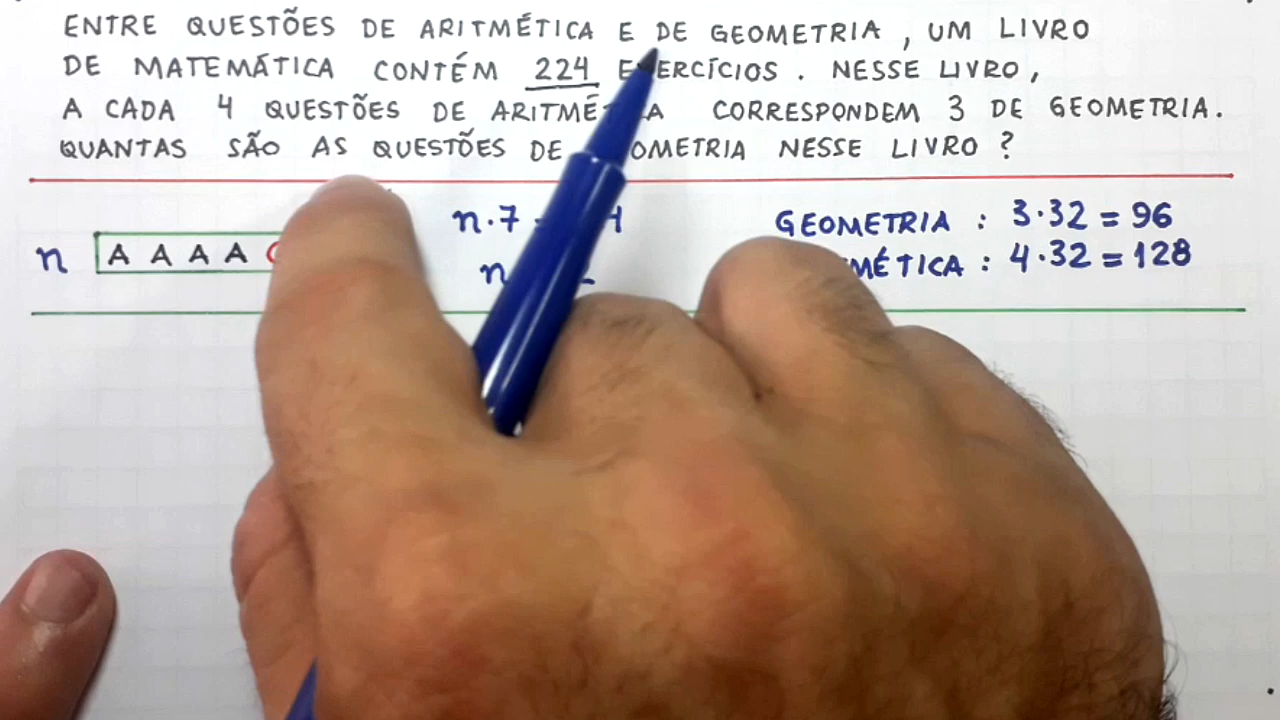 ENTRE QUESTÕES DE ARITMÉTICA E DE GEOMETRIA, UM LIVRO
DE MATEMÁTICA CONTÉM 224 EXERCÍCIOS. NESSE LIVRO,
A CADA 4 QUESTÕES DE CORRESPONDEM 3 DE GEOMETRIA.
QUANTAS SÃO AS QUESTÕES DE NESSE LIVRO?
n·7 GEOMETRIA : 3·32 = 96
n A A A A : 4·32 = 128
n